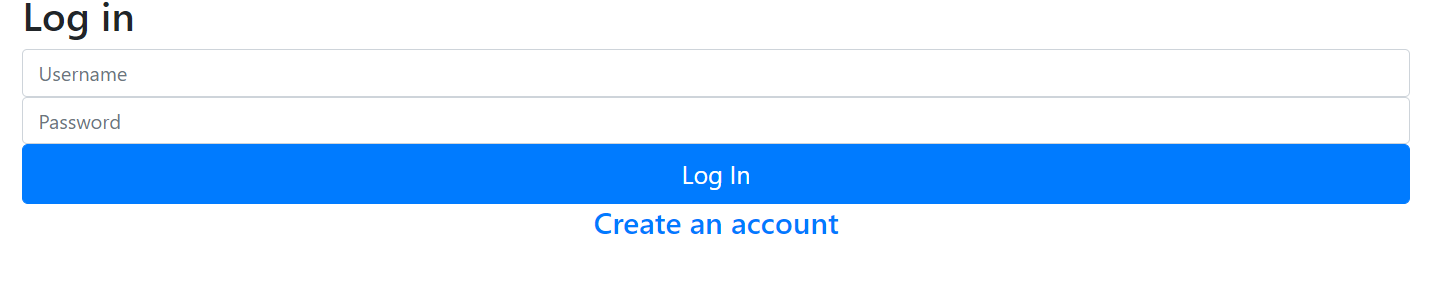 Log in
Username
Password
Log In
Create an account